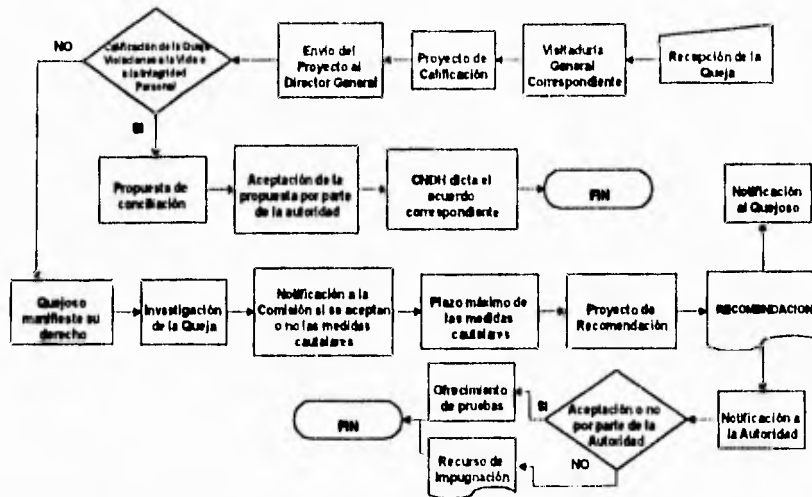 Recepción de la
Queja
Visitaduría
General
Correspondiente
Proyecto de
Calificación
Envío del
Proyecto al
Director General
Calificación de la Queja
Violaciones a la Vida o
a la Integridad
Personal
NO
SI
Propuesta de
conciliación
Aceptación de la
propuesta por parte
de la autoridad
CNDH dicta el
acuerdo
correspondiente
FIN
Quejoso
manifieste su
derecho
Investigación
de la Queja
Notificación a la
Comisión si se aceptan
o no las medidas
cautelares
Plazo máximo de
las medidas
cautelares
Proyecto de
Recomendación
RECOMENDACION
Notificación
al Quejoso
Notificación a
la Autoridad
Aceptación o no
por parte de la
Autoridad
SI
Ofrecimiento
de pruebas
NO
Recurso de
Impugnación
FIN